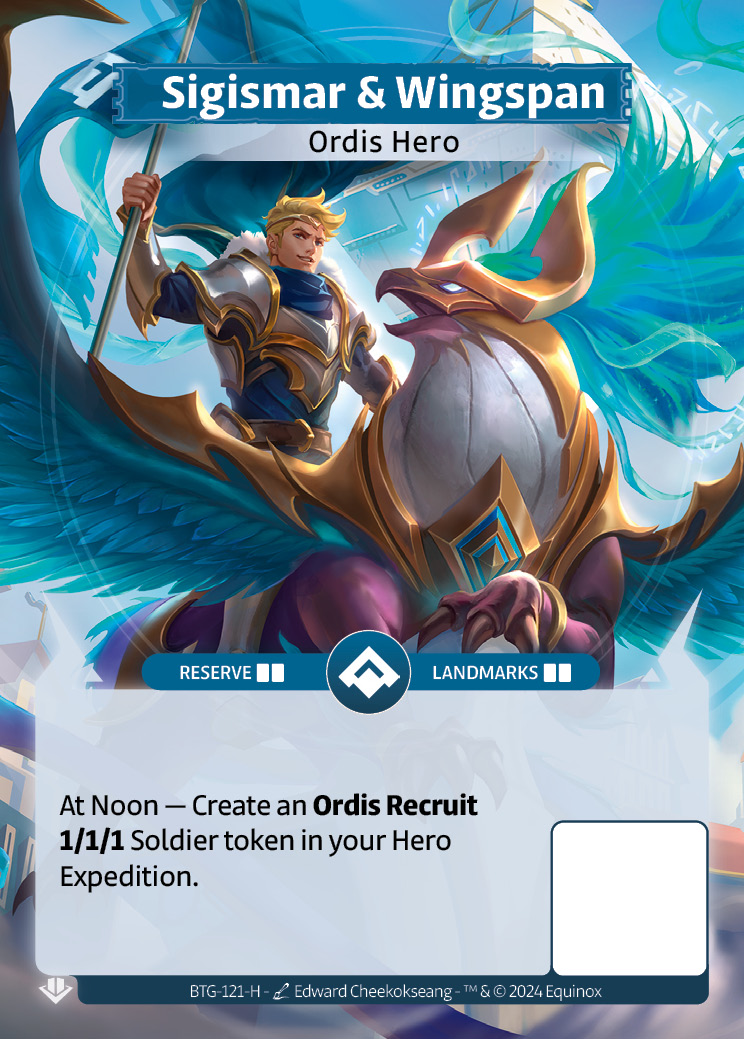 Sigismar & Wingspan
Ordis Hero
RESERVE
LANDMARKS
At Noon — Create an Ordis Recruit
1/1/1 Soldier token in your Hero
Expedition.
BTG-121-H - Edward Cheekokseang - ™ & © 2024 Equinox